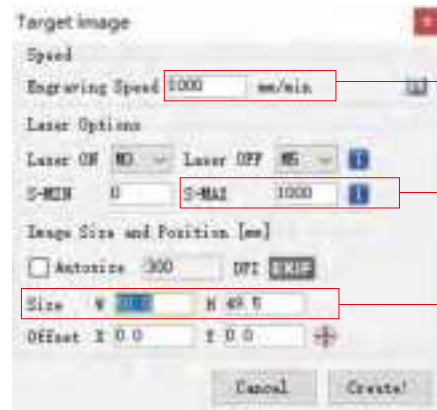 Target image
Speed
Engraving Speed 1000 mm/min
Laser Options
Laser ON M3 Laser OFF M5
S-MIN 0 S-MAX 1000
Image Size and Position [mm]
Autosize 300 DPI EXIF
Size W H 49.5
Offset X 0.0 Y 0.0
Cancel Create!